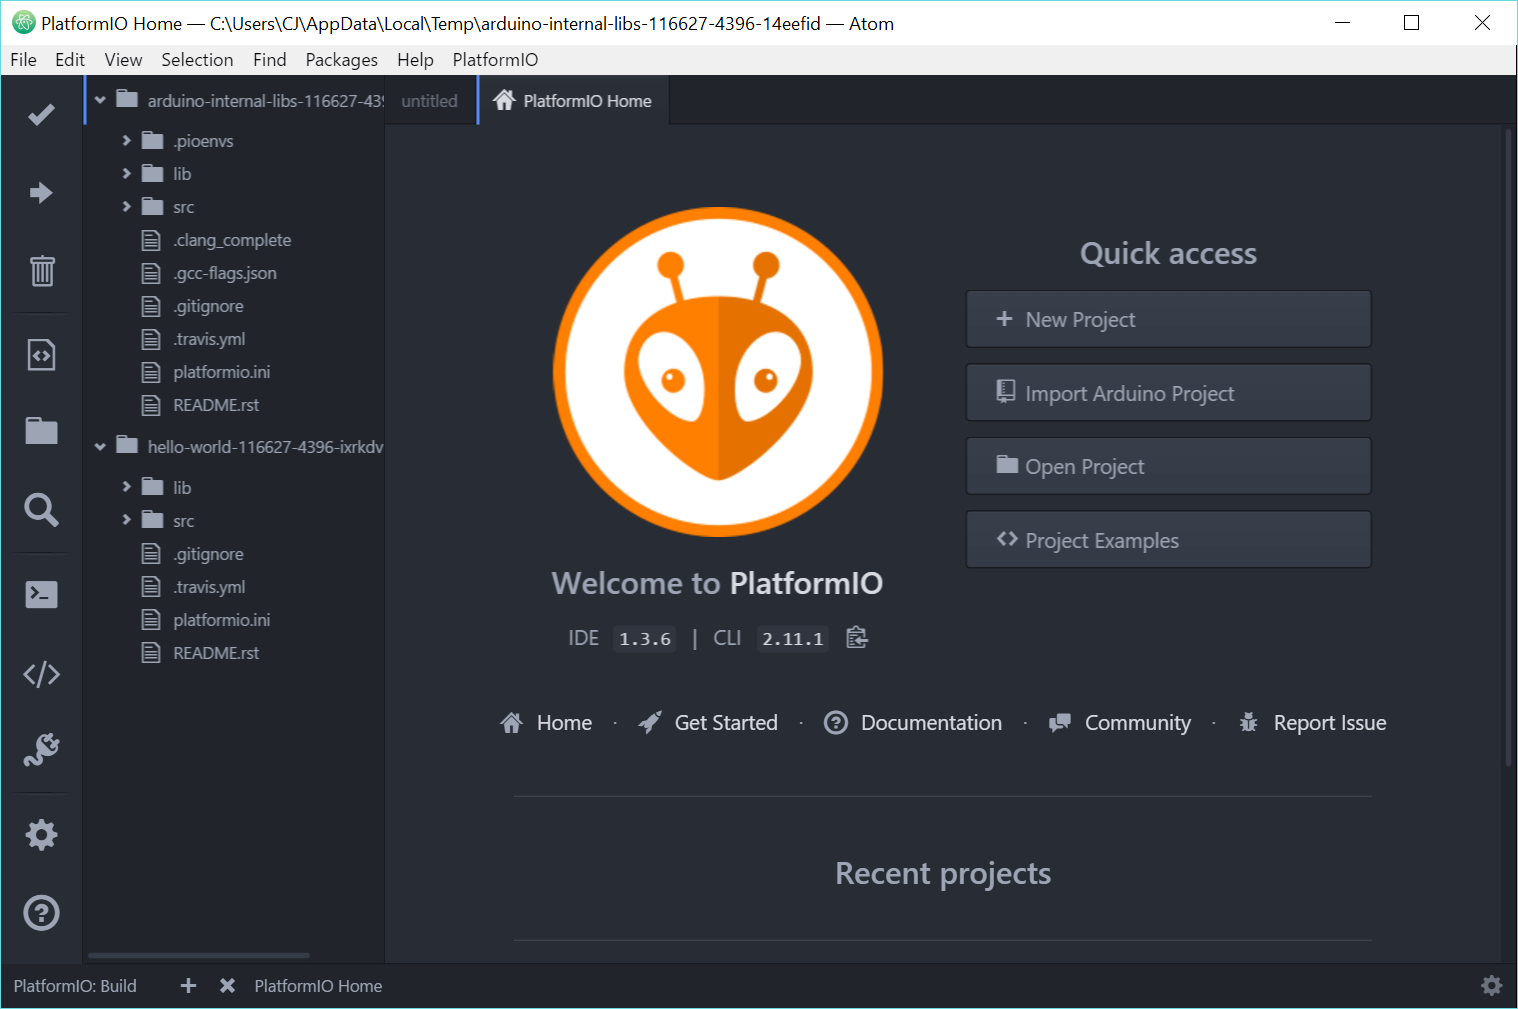 PlatformIO Home — C:\Users\CJ\AppData\Local\Temp\arduino-internal-libs-116627-4396-14eefid — Atom
File Edit View Selection Find Packages Help PlatformIO
arduino-internal-libs-116627-439
.pioenvs
lib
src
.clang_complete
.gcc-flags.json
.gitignore
.travis.yml
platformio.ini
README.rst
hello-world-116627-4396-ixrkdv
lib
src
.gitignore
.travis.yml
platformio.ini
README.rst
untitled
PlatformIO Home
Welcome to PlatformIO
IDE 1.3.6 | CLI 2.11.1
Quick access
New Project
Import Arduino Project
Open Project
Project Examples
Home · Get Started · Documentation · Community · Report Issue
Recent projects
PlatformIO: Build PlatformIO Home